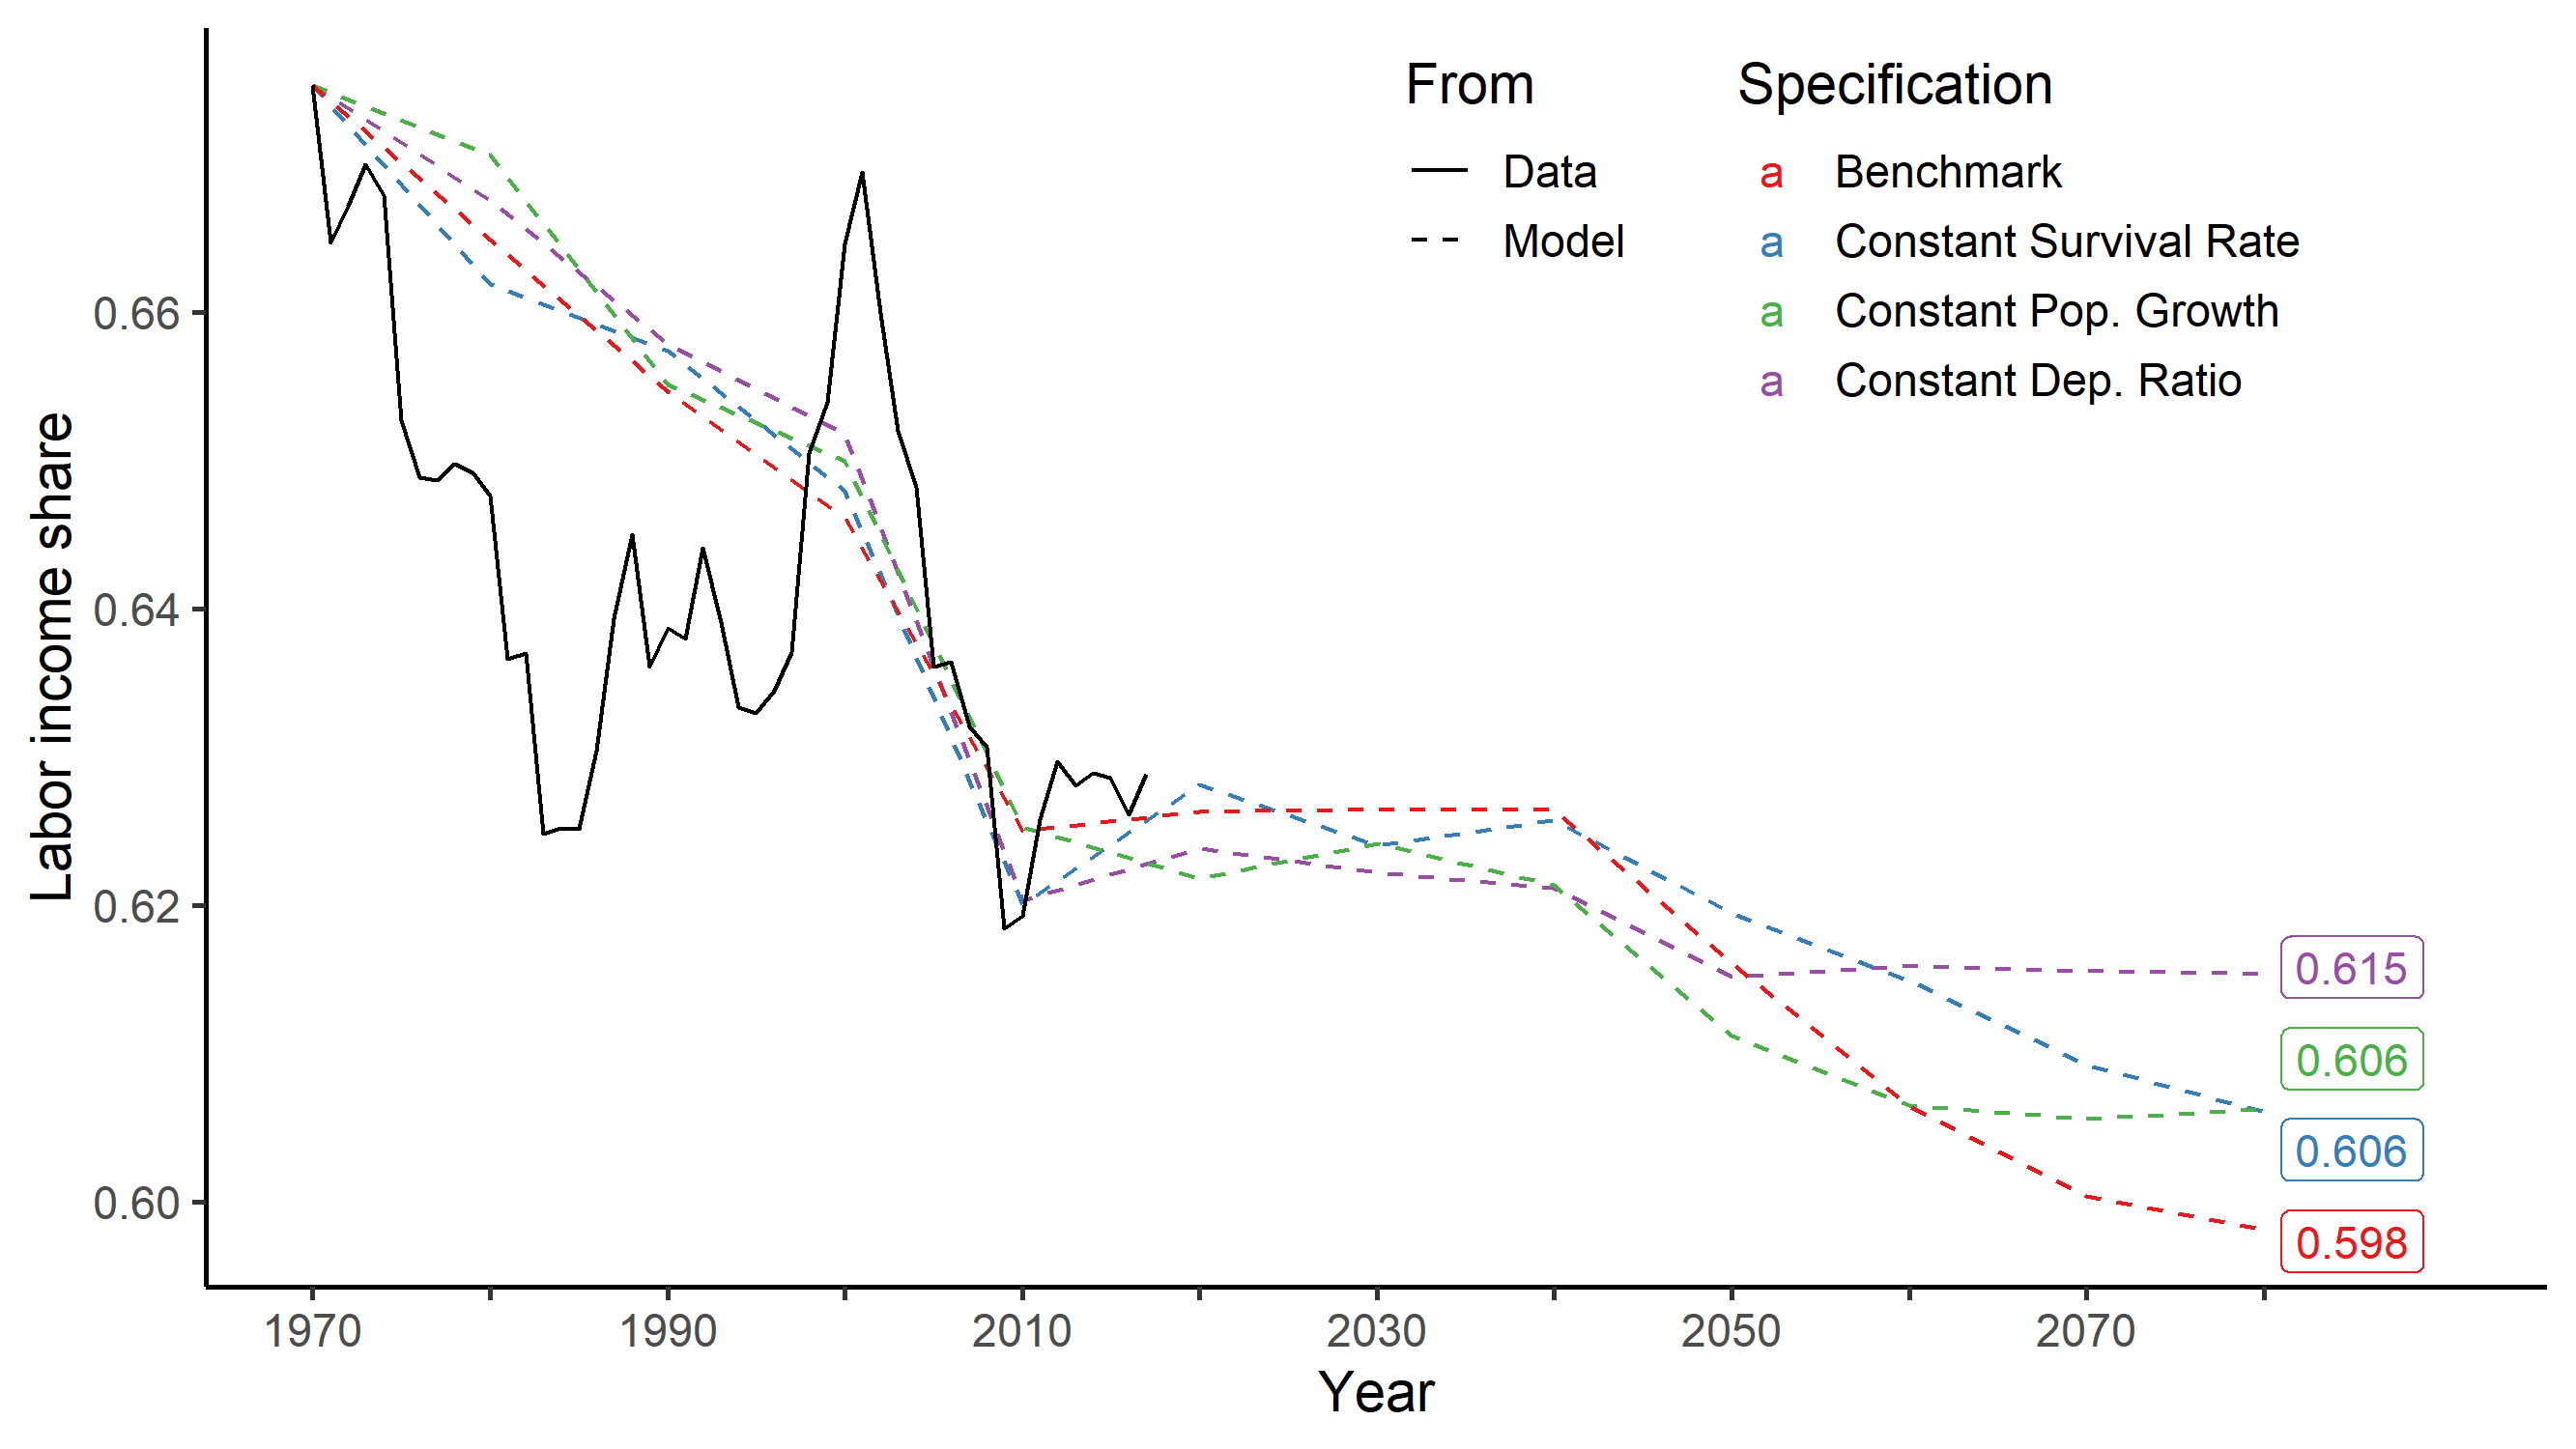 From
Data
Model
Specification
a Benchmark
a Constant Survival Rate
a Constant Pop. Growth
a Constant Dep. Ratio
Labor income share
0.66
0.64
0.62
0.60
0.615
0.606
0.606
0.598
1970 1990 2010 2030 2050 2070
Year